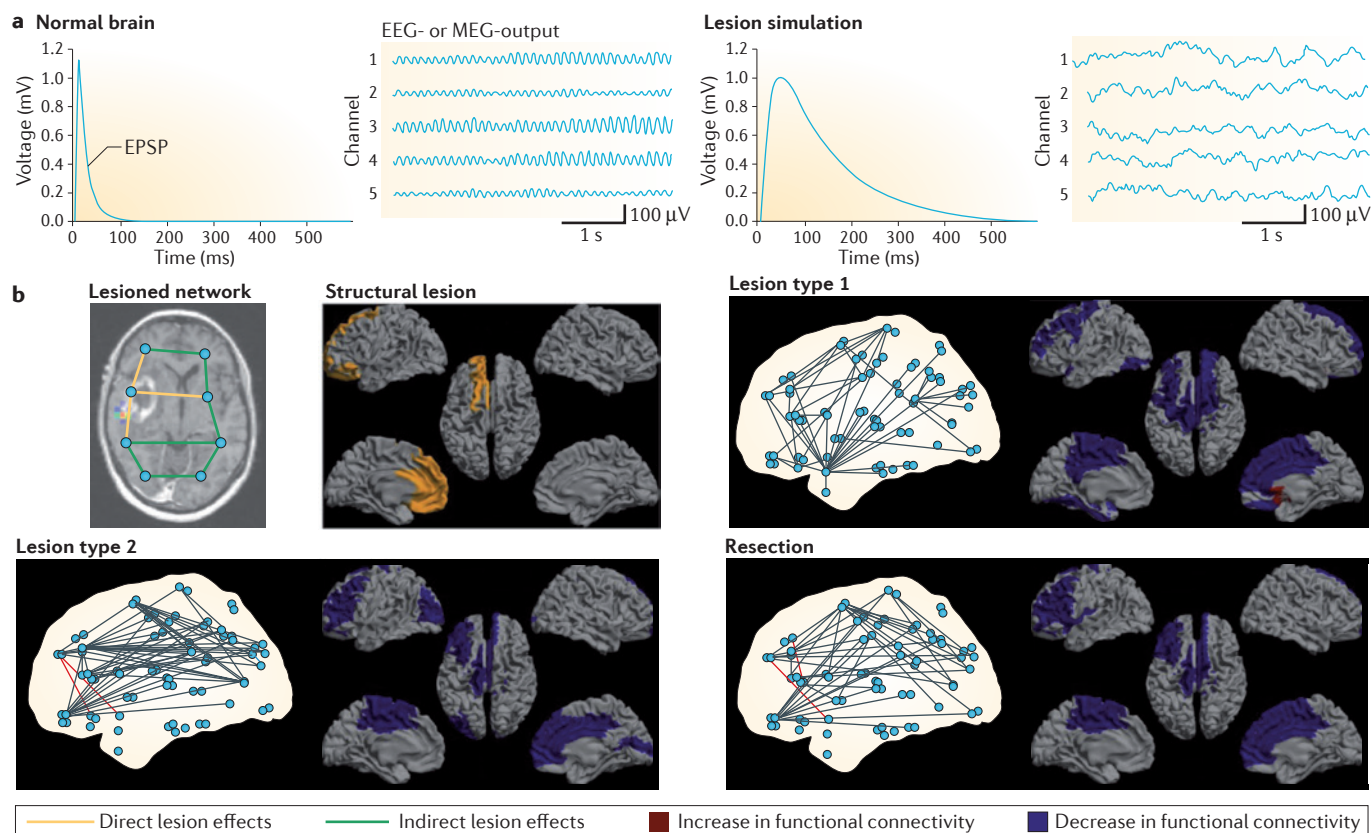 a Normal brain
1.2
1.0
0.8
0.6
0.4
0.2
0.0
Voltage (mV)
EPSP
0 100 200 300 400 500
Time (ms)
EEG- or MEG-output
Channel
1
2
3
4
5
100 μV
1 s
Lesion simulation
1.2
1.0
0.8
0.6
0.4
0.2
0.0
Voltage (mV)
0 100 200 300 400 500
Time (ms)
Channel
1
2
3
4
5
100 μV
1 s
b
Lesioned network
Structural lesion
Lesion type 1
Lesion type 2
Resection
Direct lesion effects Indirect lesion effects Increase in functional connectivity Decrease in functional connectivity